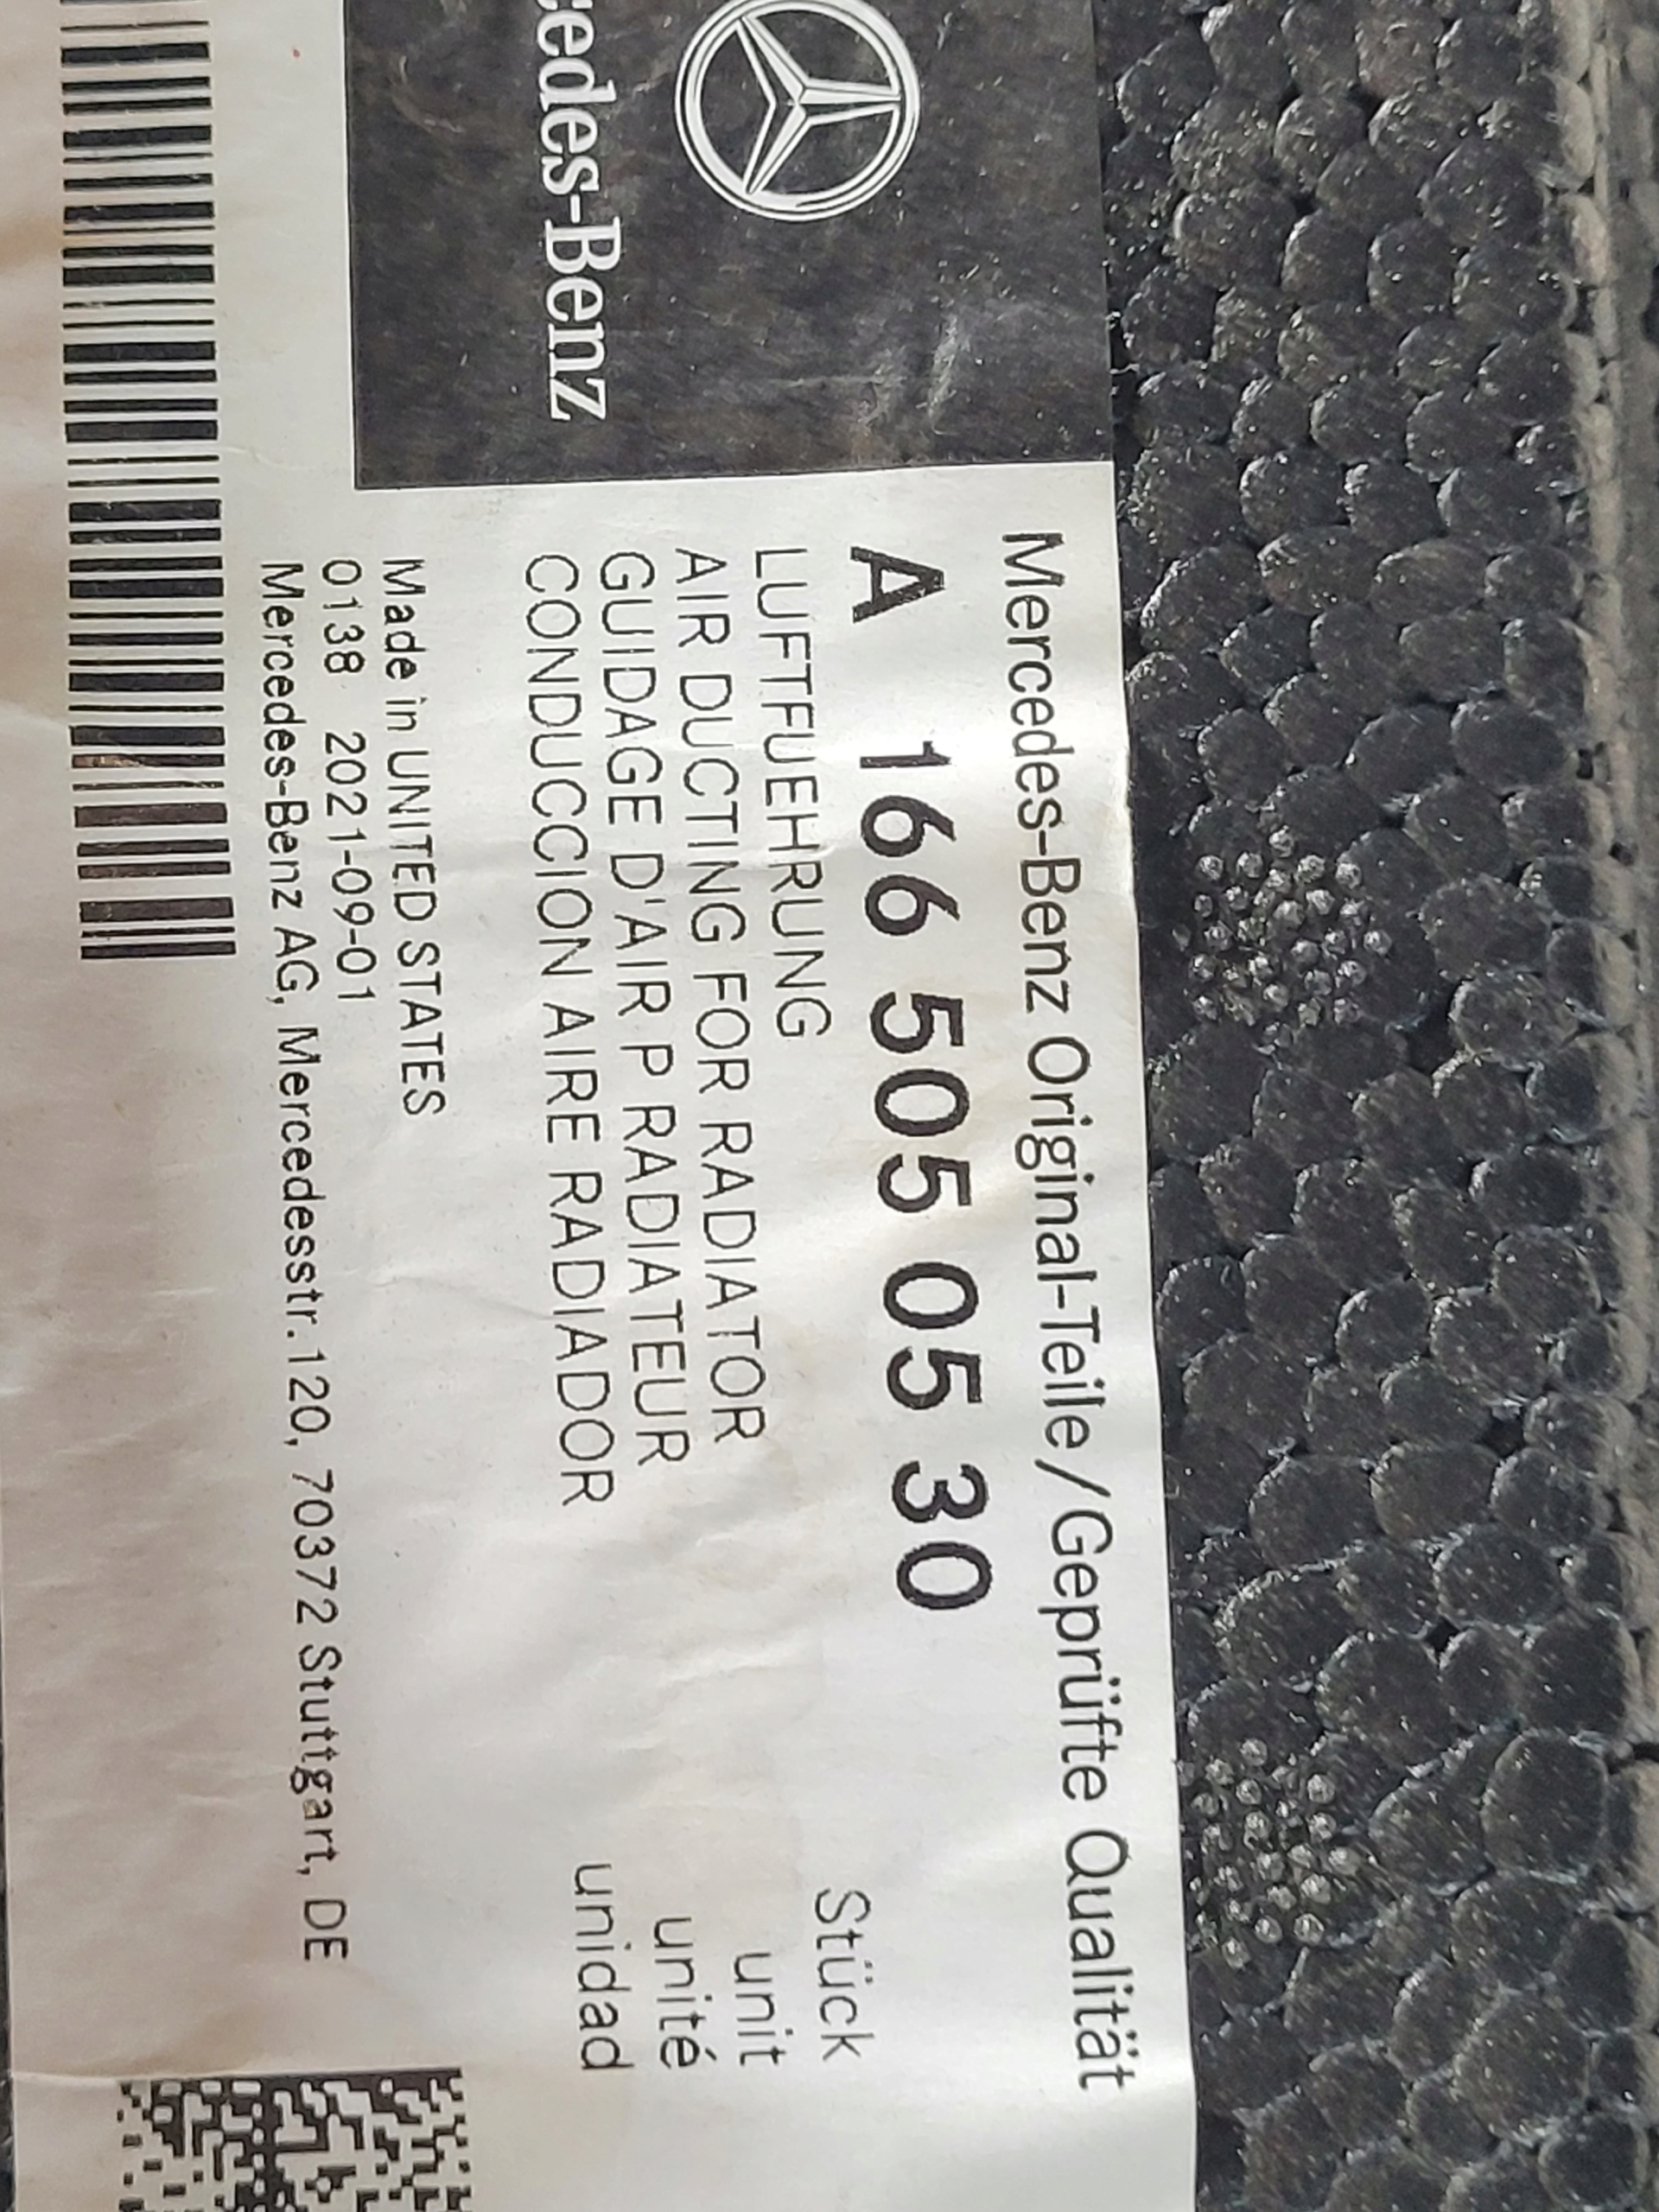 cedes-Benz
Mercedes-Benz Original-Teile/Geprüfte Qualität
A 166 505 05 30
LUFTFUEHRUNG
AIR DUCTING FOR RADIATOR
GUIDAGE D'AIR P RADIATEUR
CONDUCCION AIRE RADIADOR
Stück
unit
unité
unidad
Made in UNITED STATES
0138 2021-09-01
Mercedes-Benz AG, Mercedesstr. 120, 70372 Stuttgart, DE